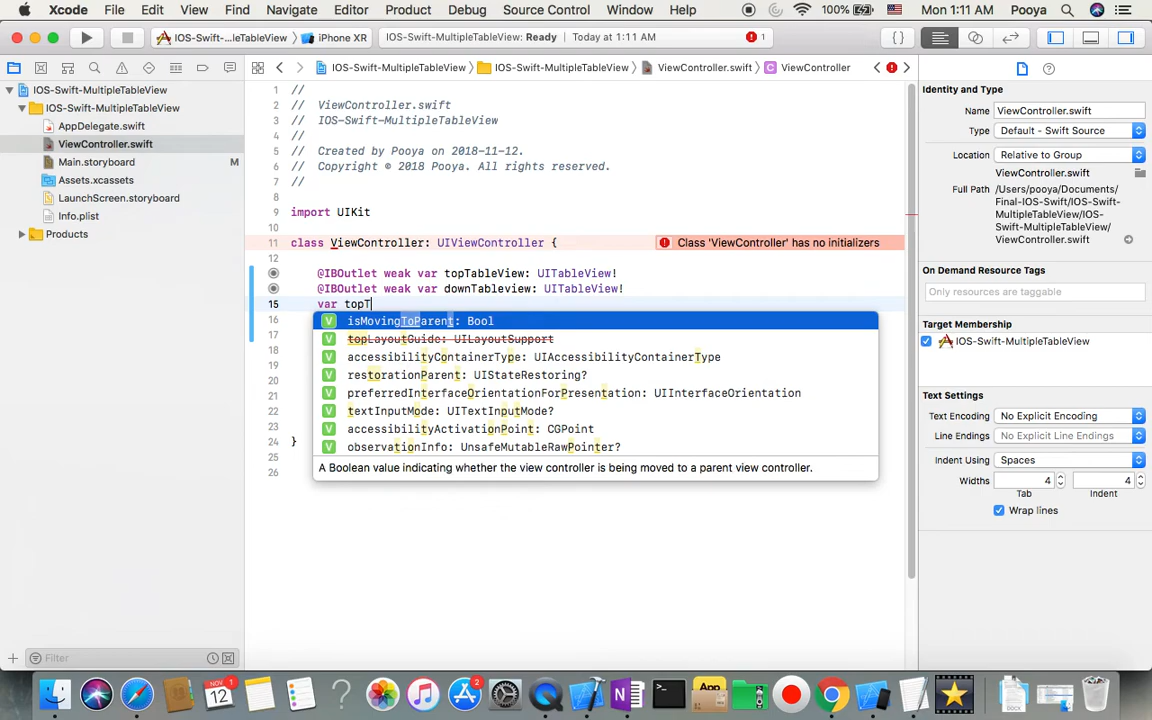 Xcode File Edit View Find Navigate Editor Product Debug Source Control Window Help 100% Mon 1:11 AM Pooya
IOS-Swift-...leTableView iPhone XR IOS-Swift-MultipleTableView: Ready Today at 1:11 AM 1
IOS-Swift-MultipleTableView IOS-Swift-MultipleTableView ViewController.swift ViewController
IOS-Swift-MultipleTableView
IOS-Swift-MultipleTableView
AppDelegate.swift
ViewController.swift
Main.storyboard M
Assets.xcassets
LaunchScreen.storyboard
Info.plist
Products
Filter
1 //
2 // ViewController.swift
3 // IOS-Swift-MultipleTableView
4 //
5 // Created by Pooya on 2018-11-12.
6 // Copyright © 2018 Pooya. All rights reserved.
7 //
8
9 import UIKit
10
11 class ViewController: UIViewController { Class 'ViewController' has no initializers
12
13 @IBOutlet weak var topTableView: UITableView!
14 @IBOutlet weak var downTableview: UITableView!
15 var topT
16 V isMovingToParent: Bool
17 V topLayoutGuide: UILayoutSupport
V accessibilityContainerType: UIAccessibilityContainerType
20 V restorationParent: UIStateRestoring?
21 V preferredInterfaceOrientationForPresentation: UIInterfaceOrientation
22 V textInputMode: UITextInputMode?
23 V accessibilityActivationPoint: CGPoint
24 } V observationInfo: UnsafeMutableRawPointer?
25 A Boolean value indicating whether the view controller is being moved to a parent view controller.
26
Identity and Type
Name ViewController.swift
Type Default - Swift Source
Location Relative to Group
ViewController.swift
Full Path /Users/pooya/Documents/
Final-IOS-Swift/IOS-Swift-
MultipleTableView/IOS-
Swift-MultipleTableView/
ViewController.swift
On Demand Resource Tags
Only resources are taggable
Target Membership
IOS-Swift-MultipleTableView
Text Settings
Text Encoding No Explicit Encoding
Line Endings No Explicit Line Endings
Indent Using Spaces
Widths 4 4
Tab Indent
Wrap lines
NOV
12
1
2
App
DOCX